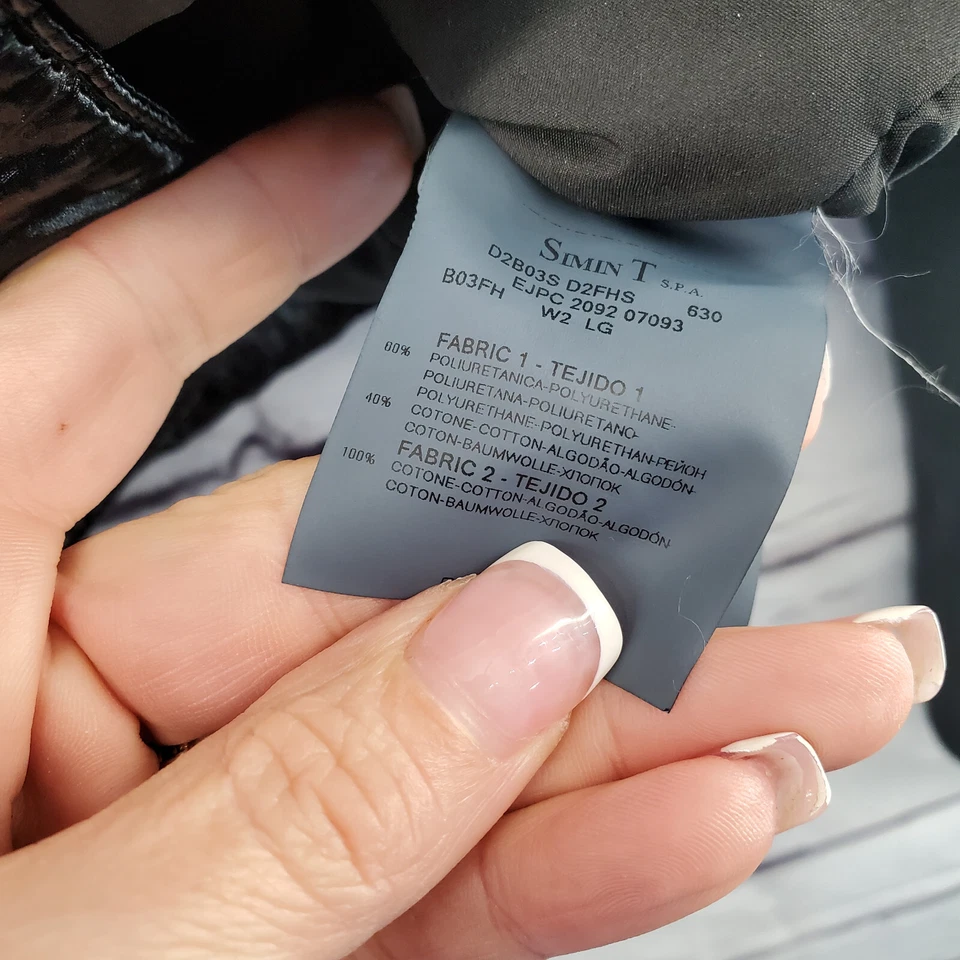 SIMIN T S.P.A.
D2B03S D2FHS 630
B03FH EJPC 2092 07093
W2 LG
FABRIC 1 - TEJIDO 1
60% POLIURETANICA-POLYURETHANE-
POLIURETANA-POLIURETANO-
POLYURETHANE-POLYURETHAN-РЕЙОН
40% COTONE-COTTON-ALGODÃO-ALGODÓN-
COTON-BAUMWOLLE-ХЛОПОК
FABRIC 2 - TEJIDO 2
100% COTONE-COTTON-ALGODÃO-ALGODÓN-
COTON-BAUMWOLLE-ХЛОПОК